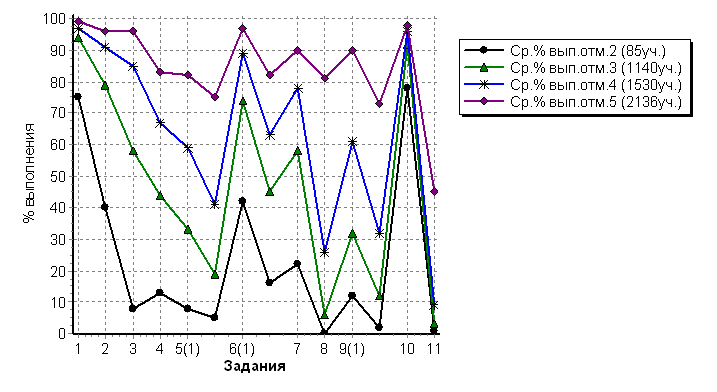 100
90
80
70
60
50
40
30
20
10
0
% выполнения
1 2 3 4 5(1) 6(1) 7 8 9(1) 10 11
Задания
Ср.% вып.отм.2 (85уч.)
Ср.% вып.отм.3 (1140уч.)
Ср.% вып.отм.4 (1530уч.)
Ср.% вып.отм.5 (2136уч.)